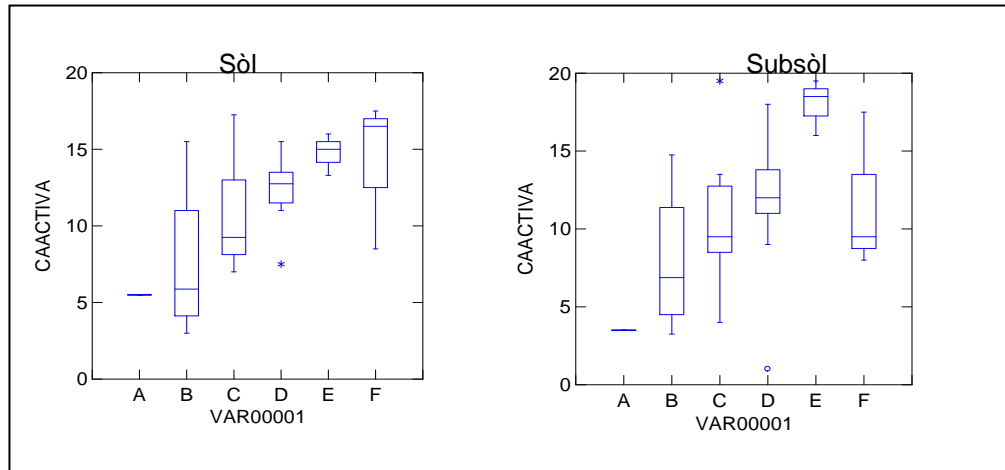 Sòl
20
15
10
5
0
CAACTIVA
A B C D E F
VAR00001
Subsòl
20
15
10
5
0
CAACTIVA
A B C D E F
VAR00001